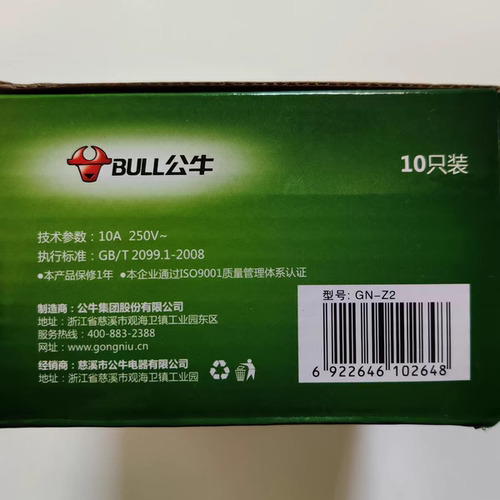 BULL公牛
10只装
技术参数：10A 250V~
执行标准：GB/T 2099.1-2008
●本产品保修1年 ●本企业通过ISO9001质量管理体系认证
制造商：公牛集团股份有限公司
地址：浙江省慈溪市观海卫镇工业园东区
服务热线：400-883-2388
网址：www.gongniu.cn
经销商：慈溪市公牛电器有限公司
地址：浙江省慈溪市观海卫镇工业园
型号：GN-Z2
6 922646 102648